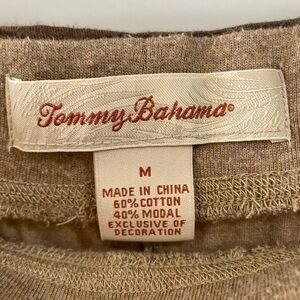 Tommy Bahama®
M
MADE IN CHINA
60% COTTON
40% MODAL
EXCLUSIVE OF
DECORATION